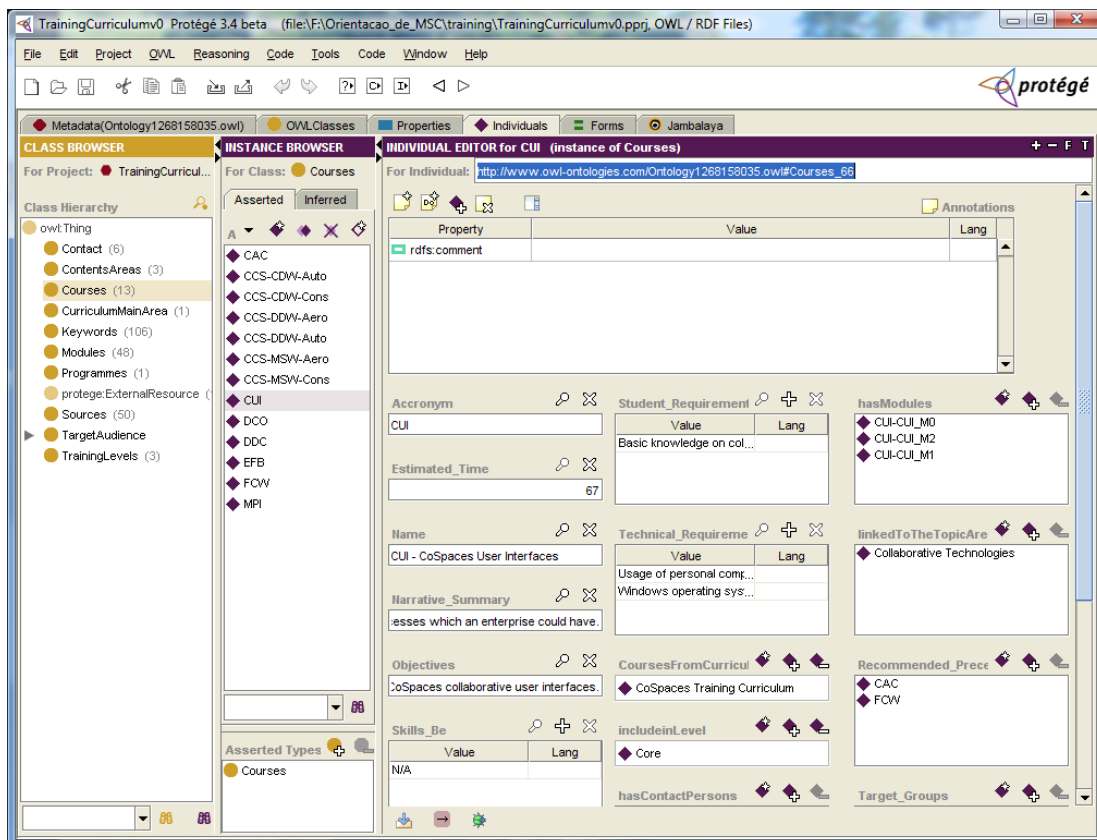 TrainingCurriculumv0 Protégé 3.4 beta (file:\F:\Orientacao_de_MSC\training\TrainingCurriculumv0.pprj, OWL / RDF Files)
File Edit Project OWL Reasoning Code Tools Code Window Help
protégé
Metadata(Ontology1268158035.owl) OWLClasses Properties Individuals Forms Jambalaya
CLASS BROWSER
For Project: TrainingCurricul...
Class Hierarchy
owl:Thing
Contact (6)
ContentsAreas (3)
Courses (13)
CurriculumMainArea (1)
Keywords (106)
Modules (48)
Programmes (1)
protege:ExternalResource (
Sources (50)
TargetAudience
TrainingLevels (3)
INSTANCE BROWSER
For Class: Courses
Asserted Inferred
A
CAC
CCS-CDW-Auto
CCS-CDW-Cons
CCS-DDW-Aero
CCS-DDW-Auto
CCS-MSW-Aero
CCS-MSW-Cons
CUI
DCO
DDC
EFB
FCW
MPI
Asserted Types
Courses
INDIVIDUAL EDITOR for CUI (instance of Courses)
+ − F T
For Individual: http://www.owl-ontologies.com/Ontology1268158035.owl#Courses_66
Annotations
Property Value Lang
rdfs:comment
Accronym
CUI
Estimated_Time
67
Name
CUI - CoSpaces User Interfaces
Narrative_Summary
:esses which an enterprise could have.
Objectives
CoSpaces collaborative user interfaces.
Skills_Be
Value Lang
N/A
Student_Requirement
Value Lang
Basic knowledge on col...
Technical_Requireme
Value Lang
Usage of personal comp...
Windows operating sys...
CoursesFromCurricul
CoSpaces Training Curriculum
includeinLevel
Core
hasContactPersons
hasModules
CUI-CUI_M0
CUI-CUI_M2
CUI-CUI_M1
linkedToTheTopicAre
Collaborative Technologies
Recommended_Prece
CAC
FCW
Target_Groups